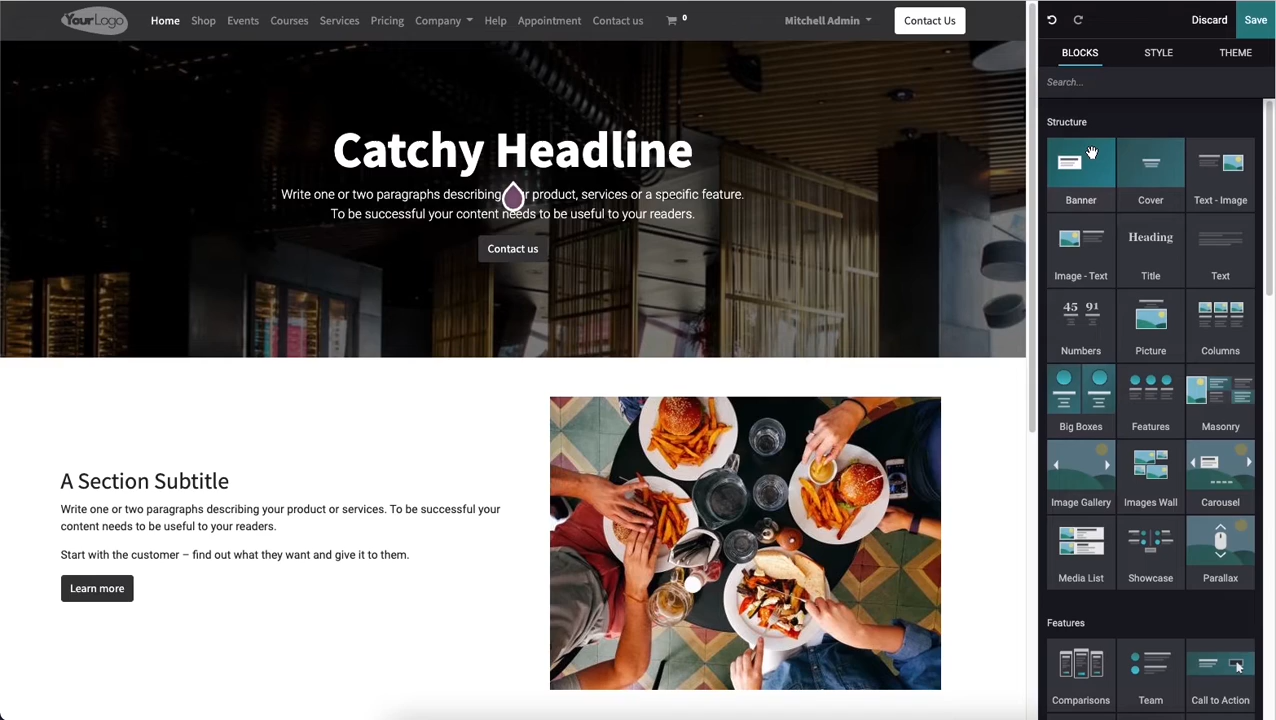 YourLogo
Home Shop Events Courses Services Pricing Company Help Appointment Contact us 0 Mitchell Admin Contact Us
Discard Save
BLOCKS STYLE THEME
Search...
Catchy Headline
Write one or two paragraphs describing product, services or a specific feature.
To be successful your content needs to be useful to your readers.
Contact us
A Section Subtitle
Write one or two paragraphs describing your product or services. To be successful your
content needs to be useful to your readers.
Start with the customer – find out what they want and give it to them.
Learn more
Structure
Banner Cover Text - Image
Heading
Image - Text Title Text
45 91
Numbers Picture Columns
Big Boxes Features Masonry
Image Gallery Images Wall Carousel
Media List Showcase Parallax
Features
Comparisons Team Call to Action